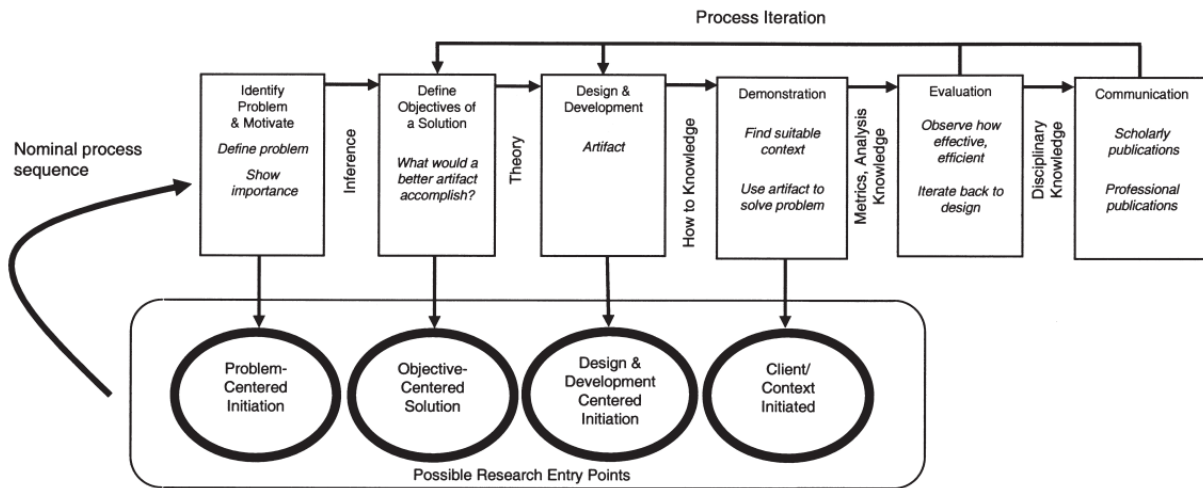 Process Iteration
Nominal process
sequence
Identify
Problem
& Motivate
Define problem
Show
importance
Inference
Define
Objectives of
a Solution
What would a
better artifact
accomplish?
Theory
Design &
Development
Artifact
How to Knowledge
Demonstration
Find suitable
context
Use artifact to
solve problem
Metrics, Analysis
Knowledge
Evaluation
Observe how
effective,
efficient
Iterate back to
design
Disciplinary
Knowledge
Communication
Scholarly
publications
Professional
publications
Problem-
Centered
Initiation
Objective-
Centered
Solution
Design &
Development
Centered
Initiation
Client/
Context
Initiated
Possible Research Entry Points